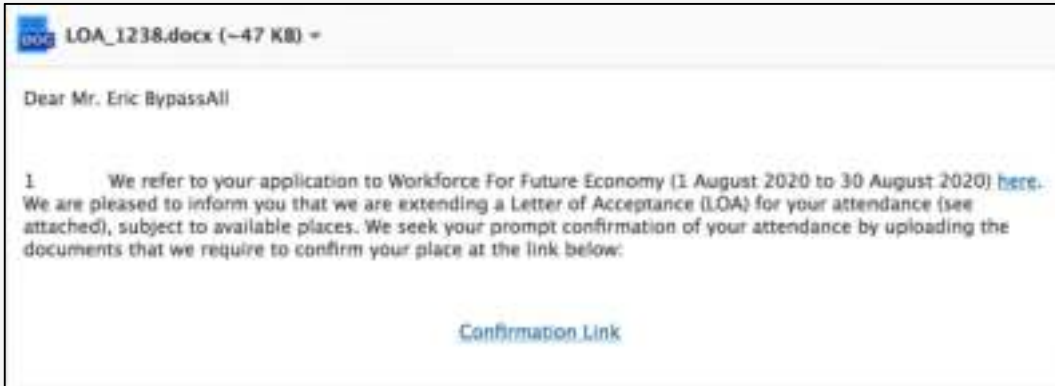 DOC LOA_1238.docx (~47 KB)
Dear Mr. Eric BypassAll
1 We refer to your application to Workforce For Future Economy (1 August 2020 to 30 August 2020) here.
We are pleased to inform you that we are extending a Letter of Acceptance (LOA) for your attendance (see
attached), subject to available places. We seek your prompt confirmation of your attendance by uploading the
documents that we require to confirm your place at the link below:
Confirmation Link